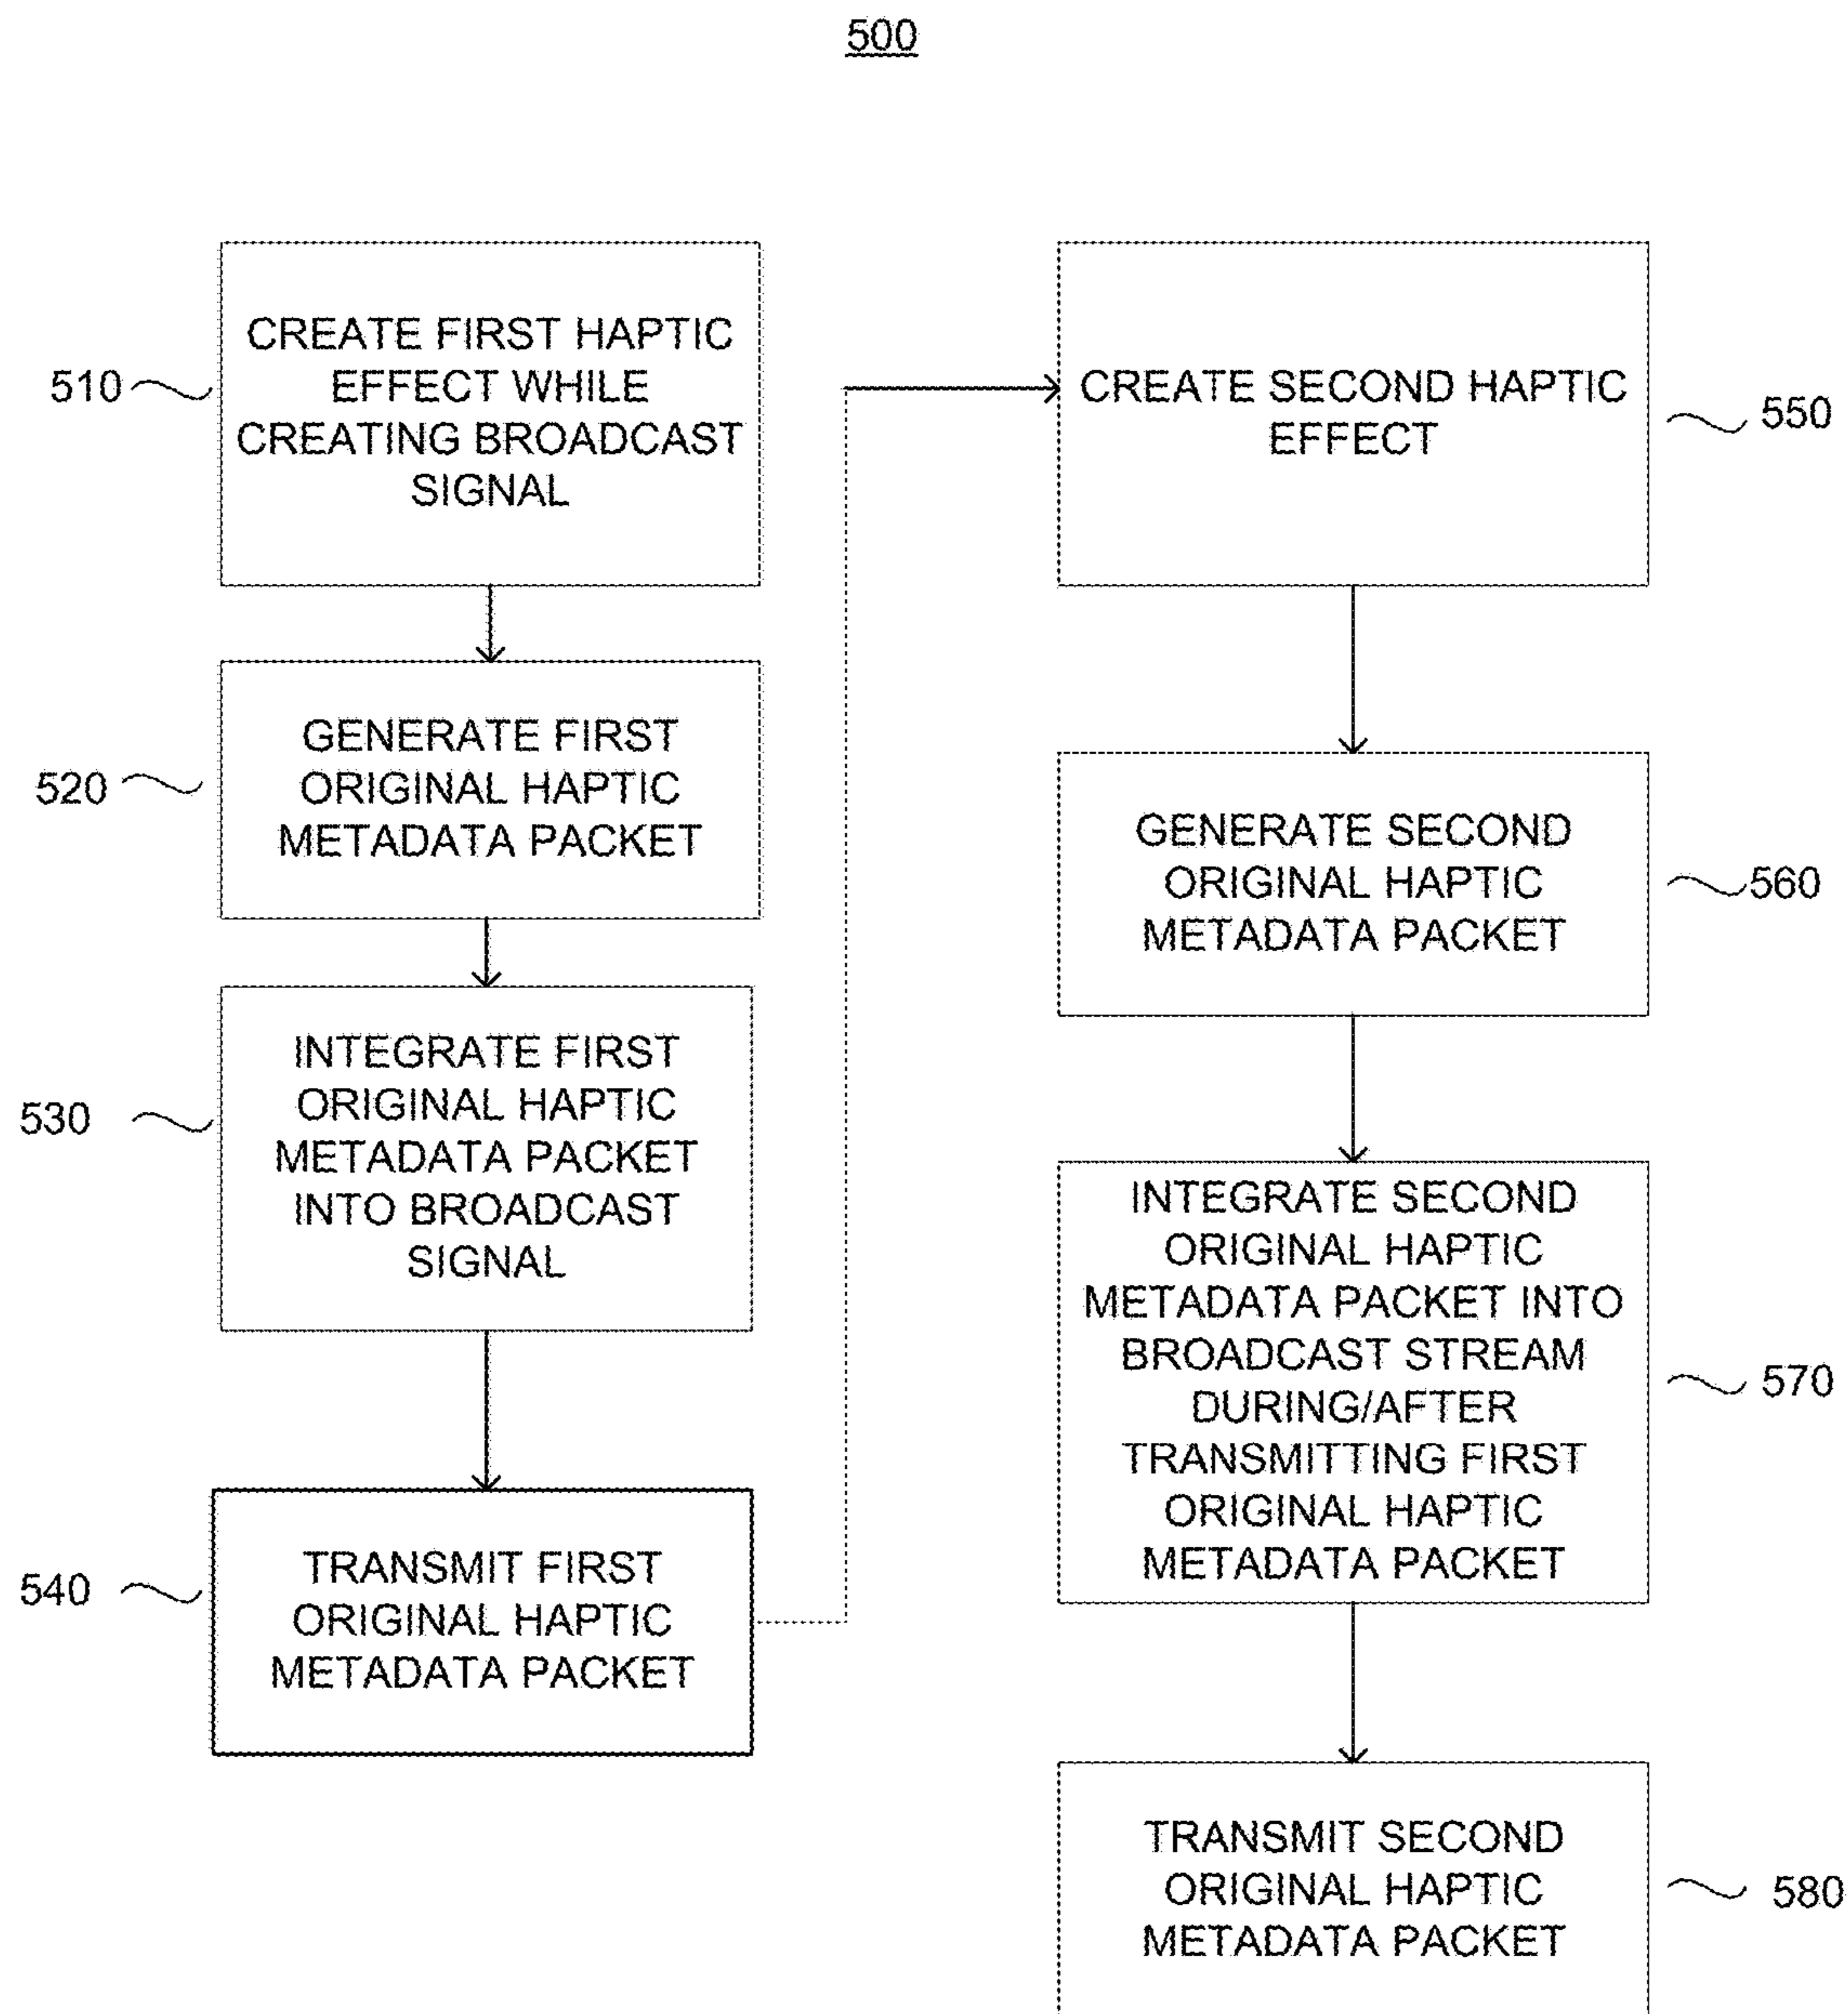 500
510
CREATE FIRST HAPTIC
EFFECT WHILE
CREATING BROADCAST
SIGNAL
520
GENERATE FIRST
ORIGINAL HAPTIC
METADATA PACKET
530
INTEGRATE FIRST
ORIGINAL HAPTIC
METADATA PACKET
INTO BROADCAST
SIGNAL
540
TRANSMIT FIRST
ORIGINAL HAPTIC
METADATA PACKET
CREATE SECOND HAPTIC
EFFECT
550
GENERATE SECOND
ORIGINAL HAPTIC
METADATA PACKET
560
INTEGRATE SECOND
ORIGINAL HAPTIC
METADATA PACKET INTO
BROADCAST STREAM
DURING/AFTER
TRANSMITTING FIRST
ORIGINAL HAPTIC
METADATA PACKET
570
TRANSMIT SECOND
ORIGINAL HAPTIC
METADATA PACKET
580